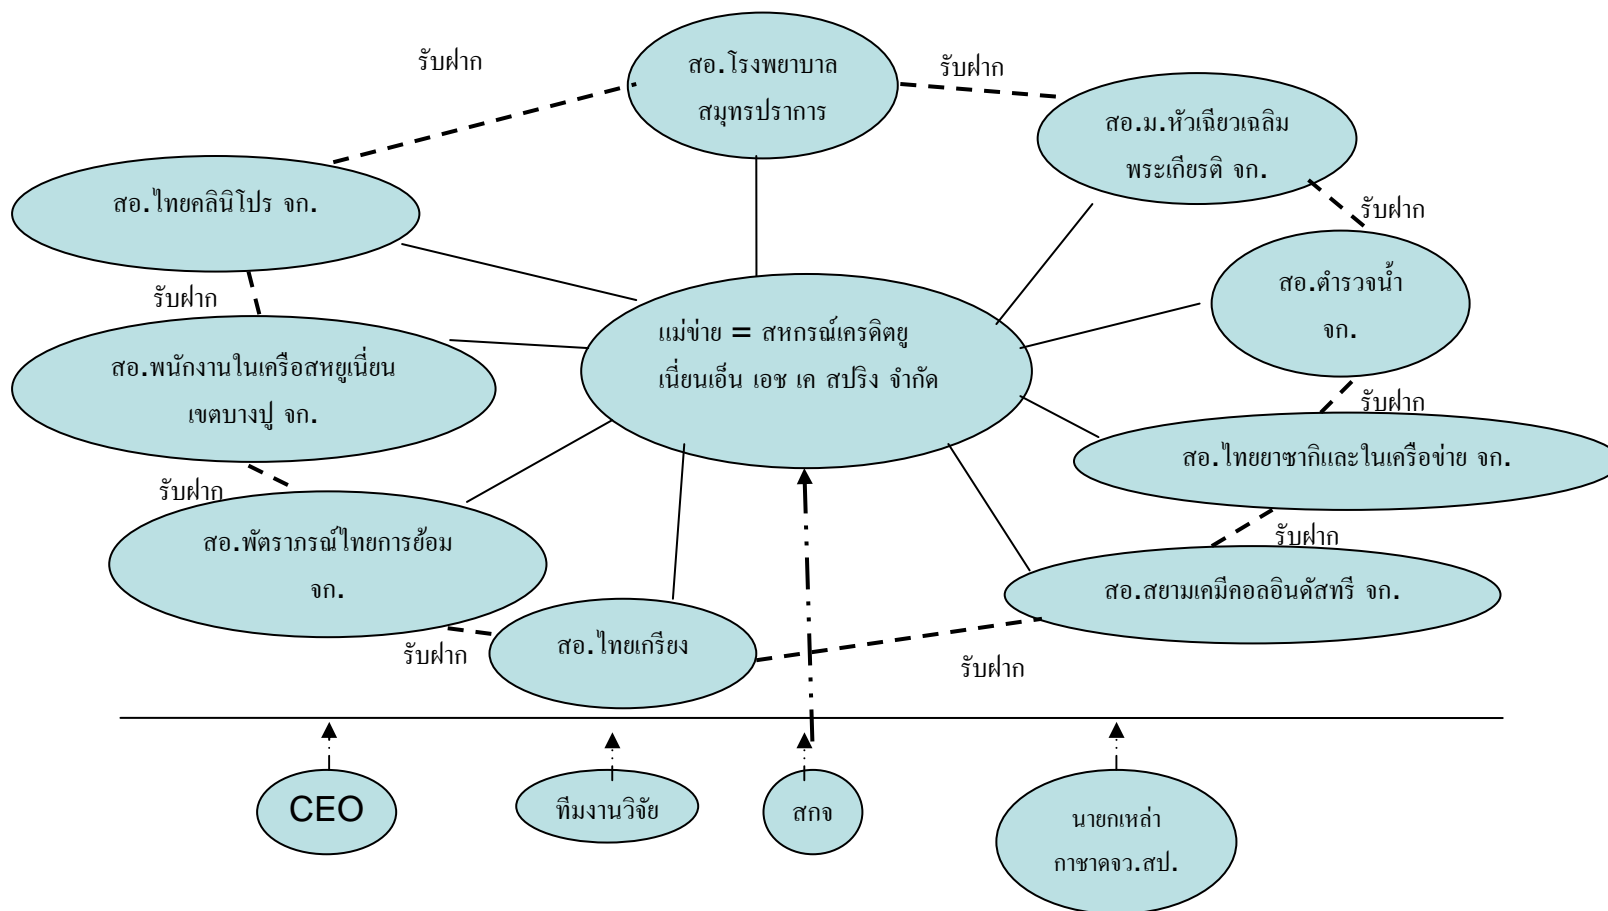 รับฝาก
สอ.โรงพยาบาล
สมุทรปราการ
รับฝาก
สอ.ม.หัวเฉียวเฉลิม
พระเกียรติ จก.
สอ.ไทยคลินิโปร จก.
รับฝาก
สอ.ตำรวจน้ำ
จก.
รับฝาก
แม่ข่าย = สหกรณ์เครดิตยู
เนี่ยนเอ็น เอช เค สปริง จำกัด
สอ.พนักงานในเครือสหยูเนี่ยน
เขตบางปู จก.
รับฝาก
สอ.ไทยยาซากิและในเครือข่าย จก.
รับฝาก
สอ.พัตราภรณ์ไทยการย้อม
จก.
รับฝาก
สอ.สยามเคมีคอลอินดัสทรี จก.
รับฝาก
สอ.ไทยเกรียง
รับฝาก
CEO
ทีมงานวิจัย
สกจ
นายกเหล่า
กาชาดจว.สป.